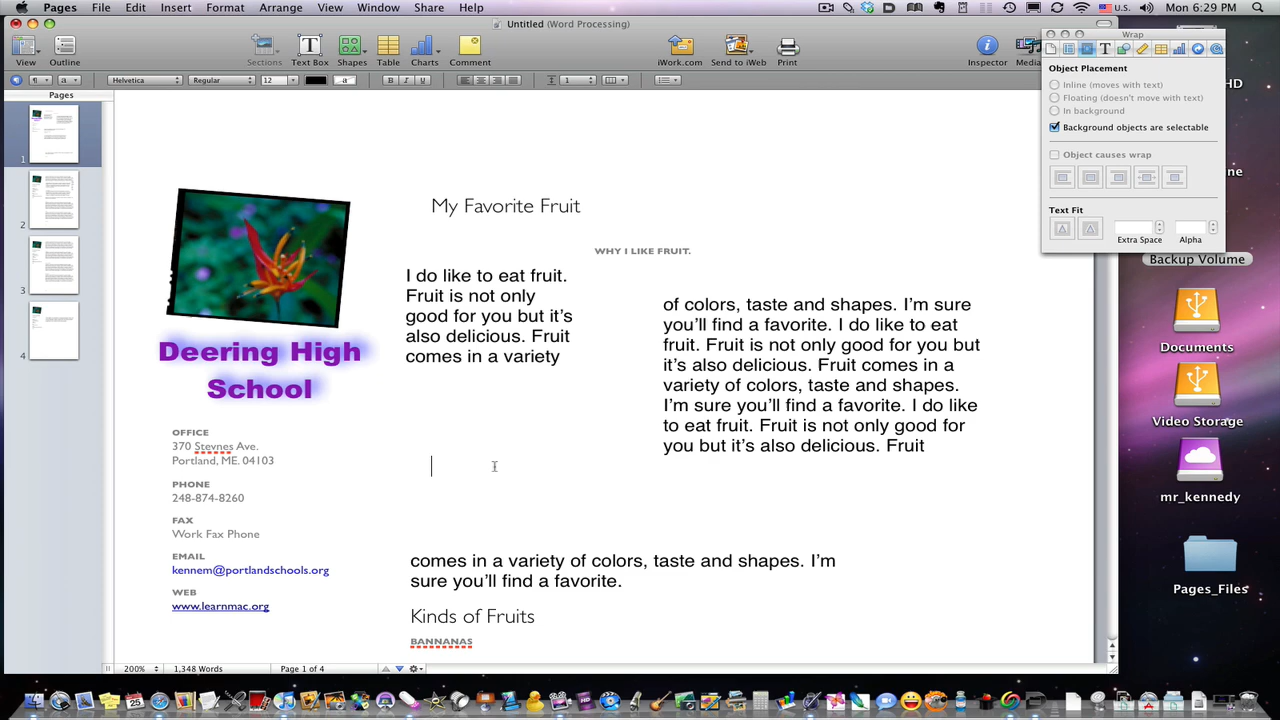 Pages File Edit Insert Format Arrange View Window Share Help
U.S. Mon 6:29 PM
Untitled (Word Processing)
View Outline Sections Text Box Shapes Table Charts Comment iWork.com Send to iWeb Print Inspector Media
Helvetica Regular 12 a B I U 1
Pages
1
2
3
4
My Favorite Fruit
WHY I LIKE FRUIT.
I do like to eat fruit.
Fruit is not only
good for you but it's
also delicious. Fruit
comes in a variety
of colors, taste and shapes. I'm sure
you'll find a favorite. I do like to eat
fruit. Fruit is not only good for you but
it's also delicious. Fruit comes in a
variety of colors, taste and shapes.
I'm sure you'll find a favorite. I do like
to eat fruit. Fruit is not only good for
you but it's also delicious. Fruit
Deering High
School
OFFICE
370 Stevnes Ave.
Portland, ME. 04103
PHONE
248-874-8260
FAX
Work Fax Phone
EMAIL
kennem@portlandschools.org
WEB
www.learnmac.org
comes in a variety of colors, taste and shapes. I'm
sure you'll find a favorite.
Kinds of Fruits
BANNANAS
200% 1,348 Words Page 1 of 4
Wrap
Object Placement
Inline (moves with text)
Floating (doesn't move with text)
In background
Background objects are selectable
Object causes wrap
Text Fit
Extra Space Alpha
HD
ne
Backup Volume
Documents
Video Storage
mr_kennedy
Pages_Files